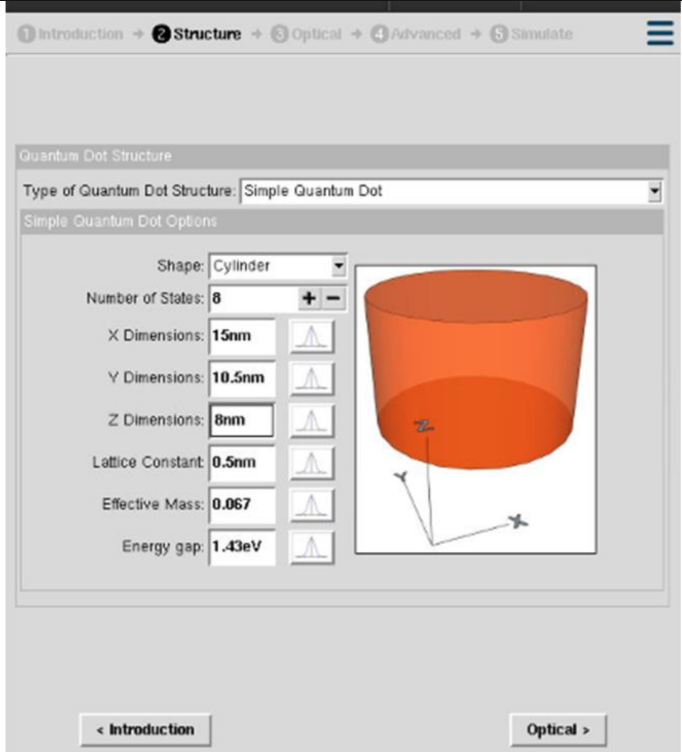 1 Introduction → 2 Structure → 3 Optical → 4 Advanced → 5 Simulate
Quantum Dot Structure
Type of Quantum Dot Structure: Simple Quantum Dot
Simple Quantum Dot Options
Shape: Cylinder
Number of States: 8 + −
X Dimensions: 15nm
Y Dimensions: 10.5nm
Z Dimensions: 8nm
Lattice Constant: 0.5nm
Effective Mass: 0.067
Energy gap: 1.43eV
Z
Y
X
< Introduction
Optical >